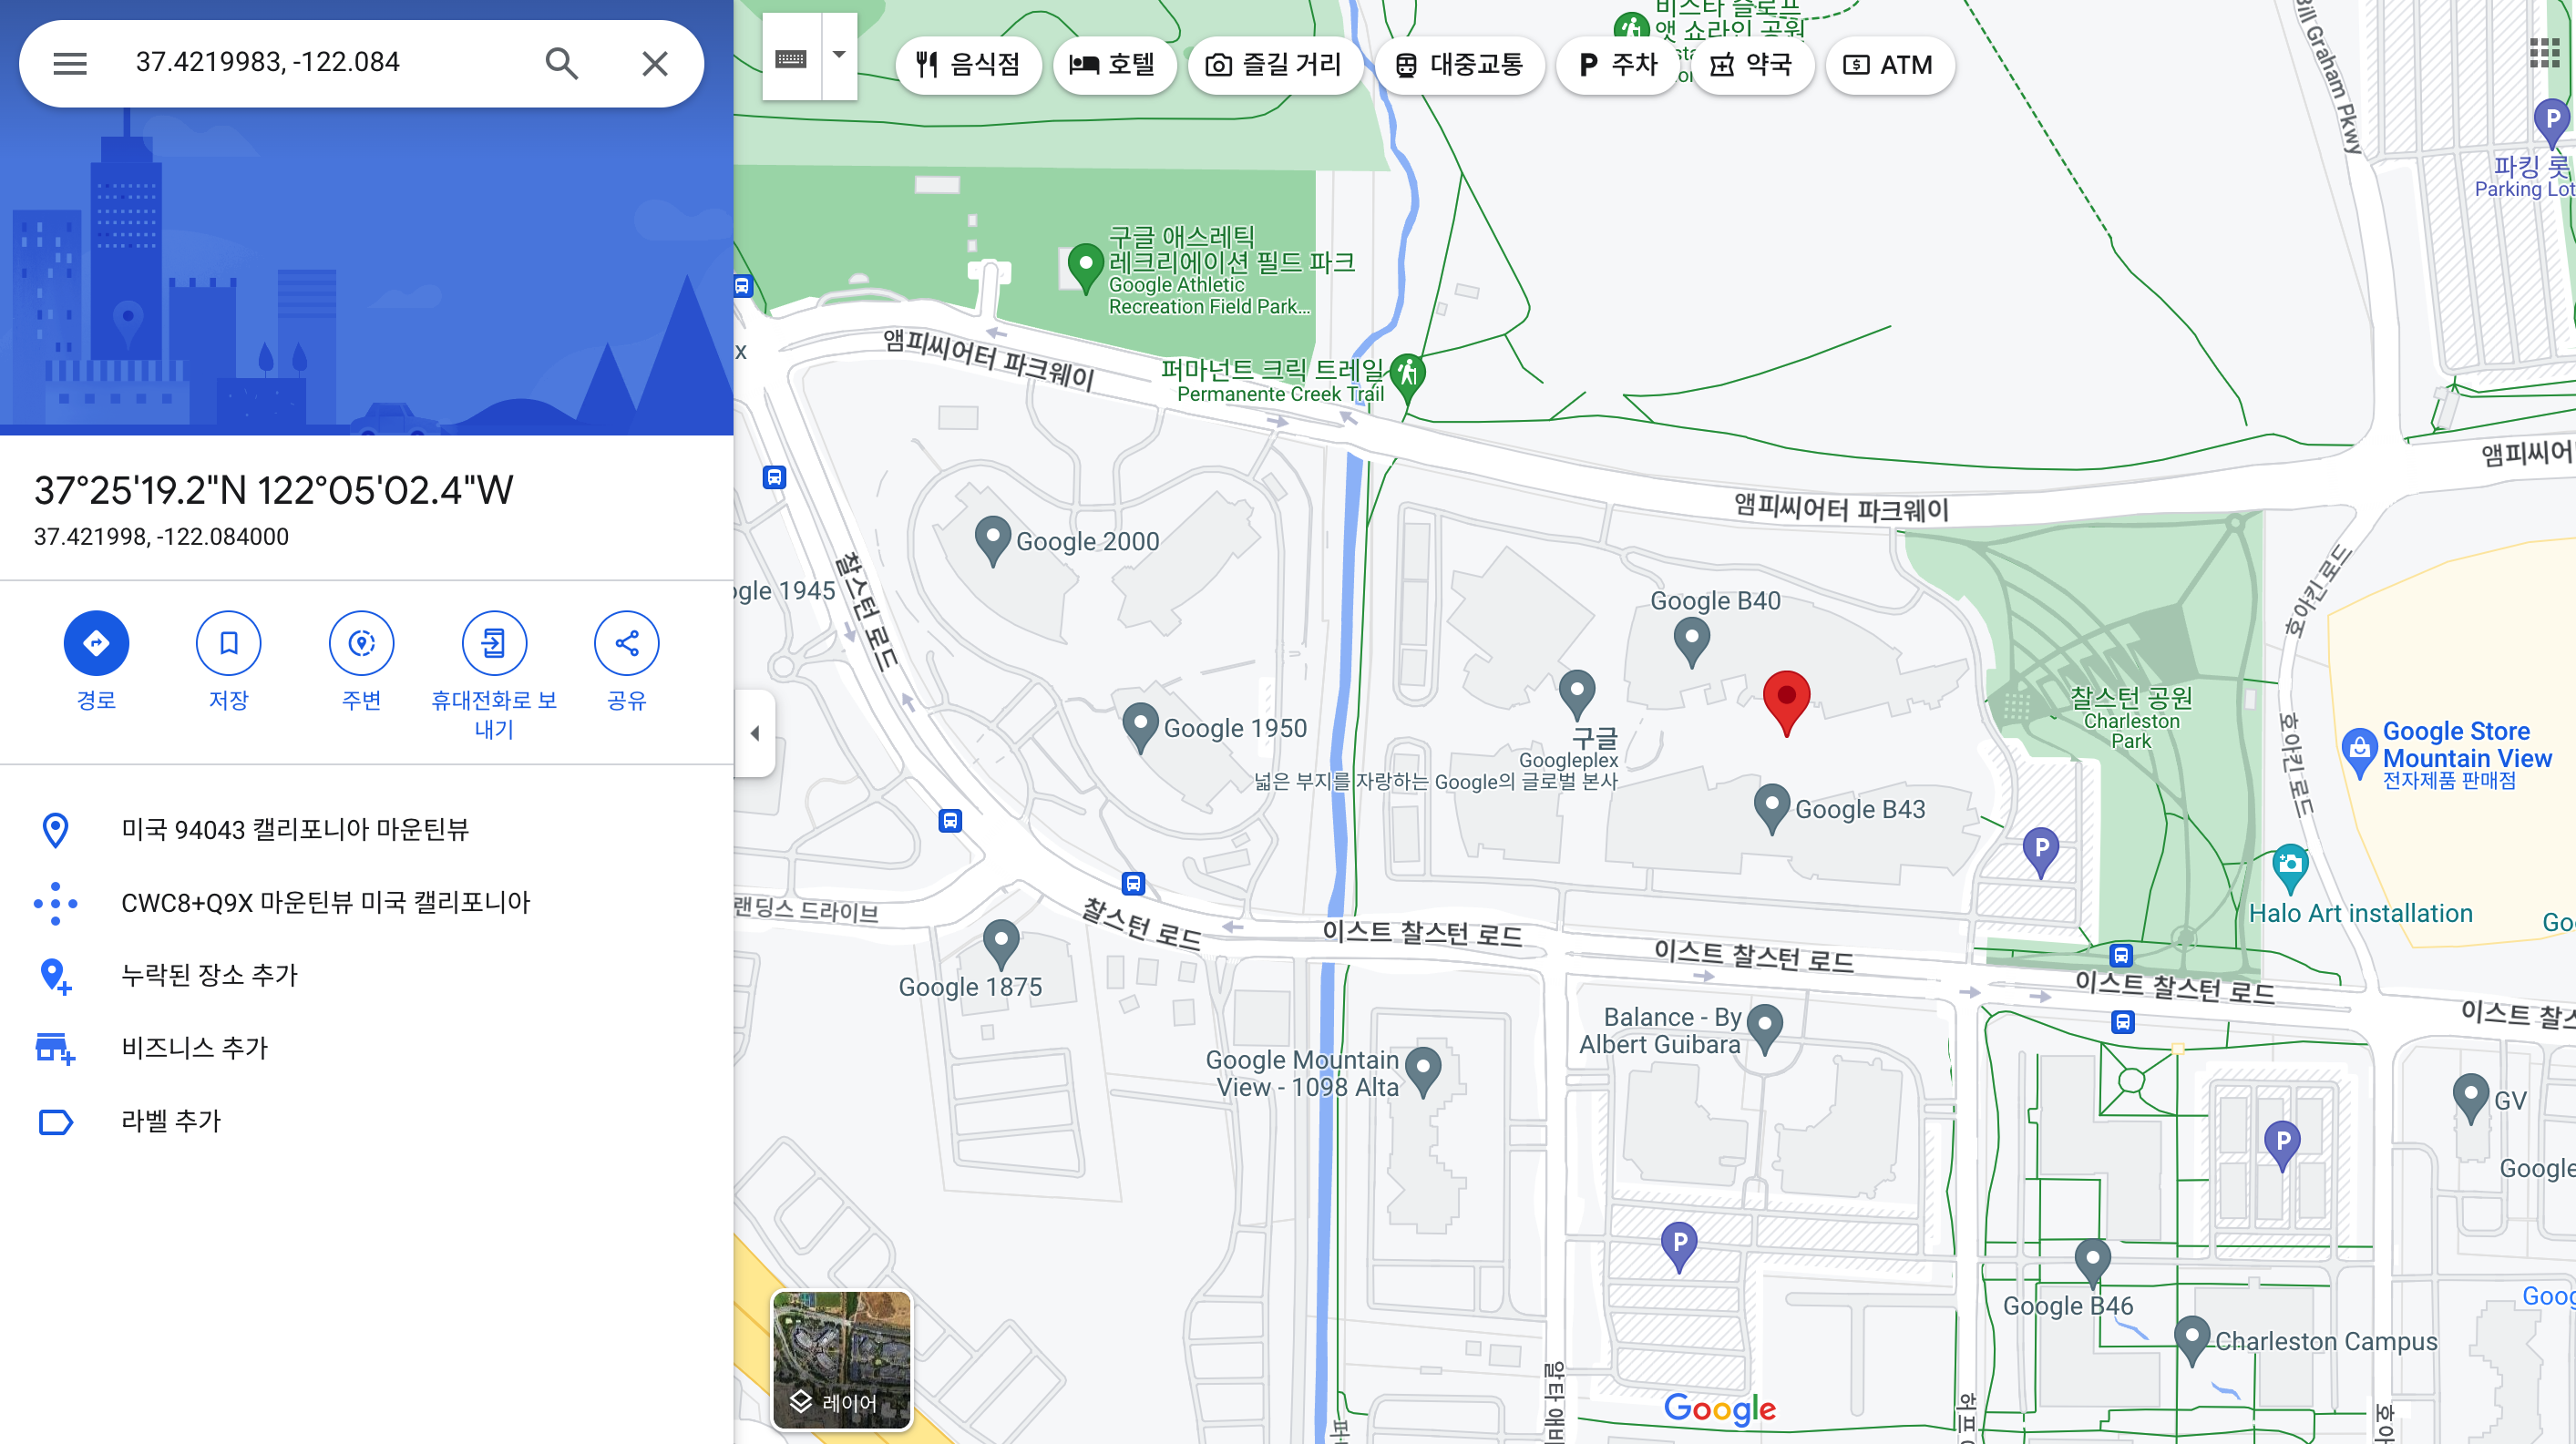 37.4219983, -122.084
37°25'19.2"N 122°05'02.4"W
37.421998, -122.084000
경로
저장
주변
휴대전화로 보
내기
공유
미국 94043 캘리포니아 마운틴뷰
CWC8+Q9X 마운틴뷰 미국 캘리포니아
누락된 장소 추가
비즈니스 추가
라벨 추가
음식점
호텔
즐길 거리
대중교통
P 주차
약국
ATM
비스타 슬로프
앳 쇼라인 공원
Bill Graham Pkwy
P
파킹 롯
Parking Lot
구글 애스레틱
레크리에이션 필드 파크
Google Athletic
Recreation Field Park...
x
앰피씨어터 파크웨이
퍼마넌트 크릭 트레일
Permanente Creek Trail
앰피씨어
앰피씨어터 파크웨이
Google 2000
찰스턴 로드
ogle 1945
Google B40
호아킨 로드
Google 1950
구글
Googleplex
넓은 부지를 자랑하는 Google의 글로벌 본사
찰스턴 공원
Charleston
Park
호아킨 로드
Google Store
Mountain View
전자제품 판매점
Google B43
P
Halo Art installation
Goo
랜딩스 드라이브
찰스턴 로드
이스트 찰스턴 로드
이스트 찰스턴 로드
이스트 찰스턴 로드
이스트 찰스
Google 1875
Balance - By
Albert Guibara
Google Mountain
View - 1098 Alta
GV
P
Google
P
Google B46
Goog
Charleston Campus
레이어
Google
알타 애비
호아